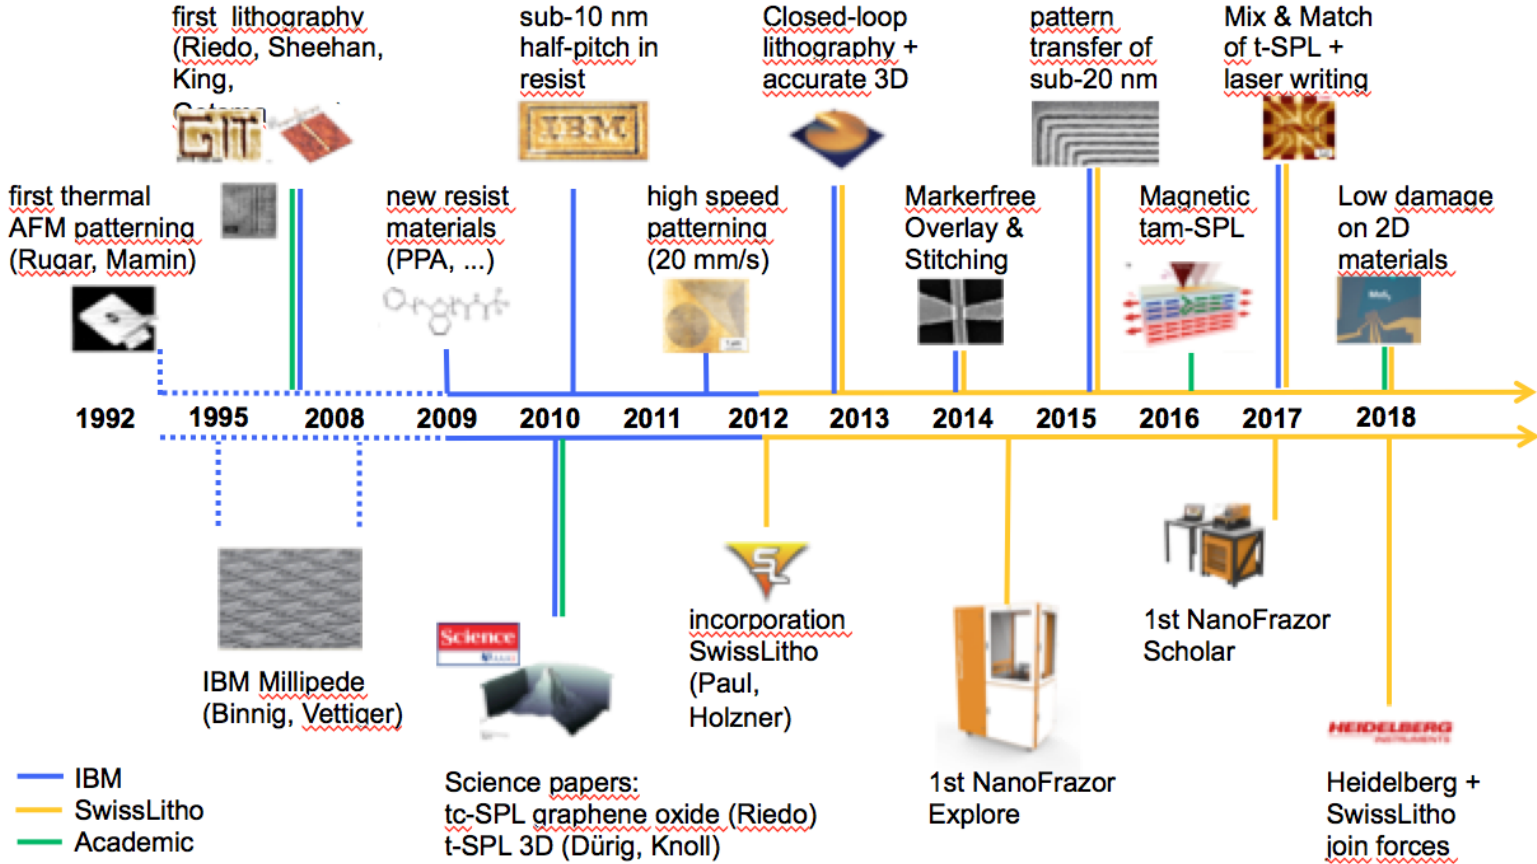 first lithography
(Riedo, Sheehan,
King,
sub-10 nm
half-pitch in
resist
Closed-loop
lithography +
accurate 3D
pattern
transfer of
sub-20 nm
Mix & Match
of t-SPL +
laser writing
GIT
IBM
first thermal
AFM patterning
(Rugar, Mamin)
new resist
materials
(PPA, ...)
high speed
patterning
(20 mm/s)
Markerfree
Overlay &
Stitching
Magnetic
tam-SPL
Low damage
on 2D
materials
MoS₂
1992 1995 2008 2009 2010 2011 2012 2013 2014 2015 2016 2017 2018
IBM Millipede
(Binnig, Vettiger)
Science
Science papers:
tc-SPL graphene oxide (Riedo)
t-SPL 3D (Dürig, Knoll)
SL
incorporation
SwissLitho
(Paul,
Holzner)
1st NanoFrazor
Explore
1st NanoFrazor
Scholar
HEIDELBERG
INSTRUMENTS
Heidelberg +
SwissLitho
join forces
IBM
SwissLitho
Academic